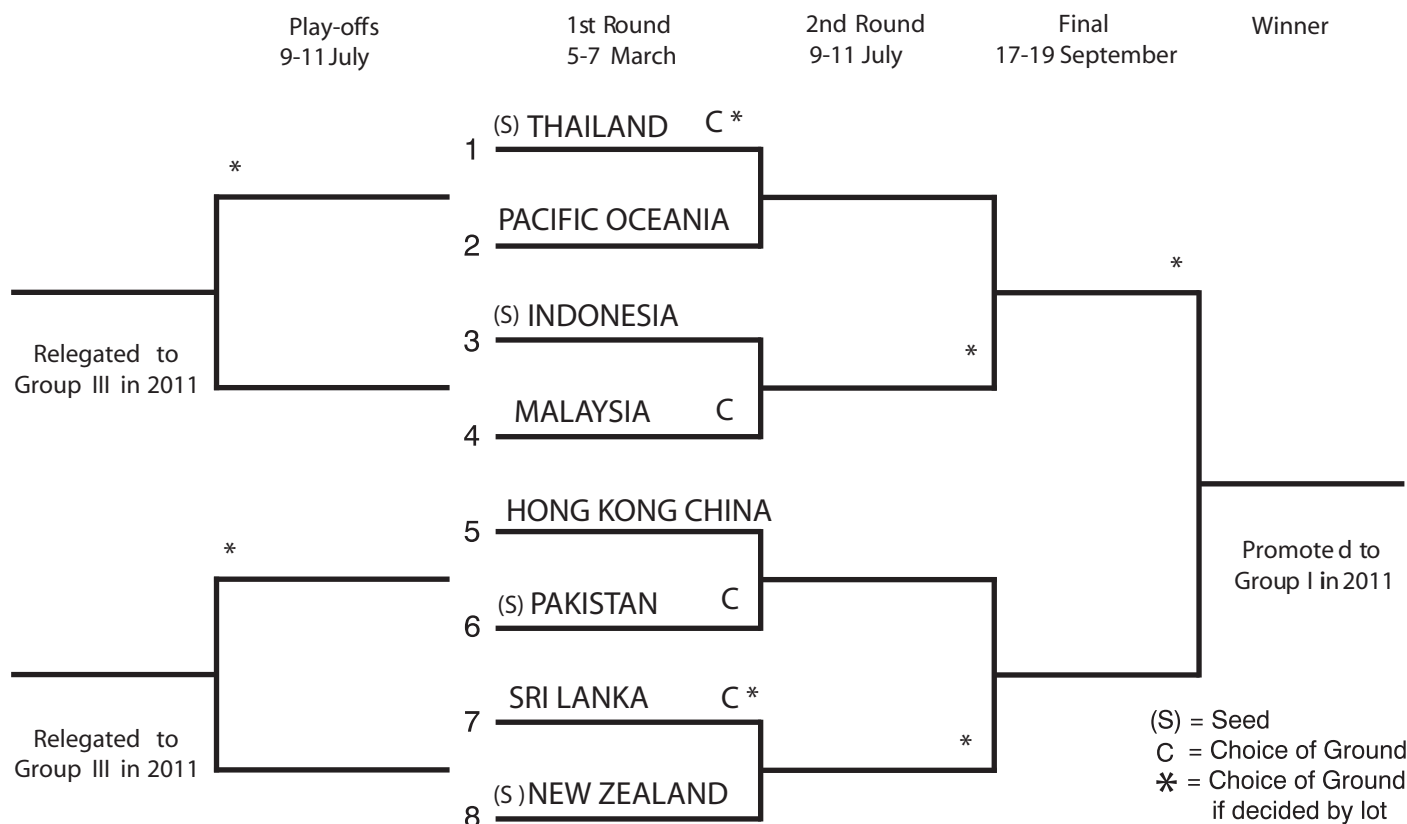 Play-offs
9-11 July
1st Round
5-7 March
2nd Round
9-11 July
Final
17-19 September
Winner
(S) THAILAND C *
1
*
PACIFIC OCEANIA
2
*
(S) INDONESIA
3
*
Relegated to
Group III in 2011
MALAYSIA C
4
HONG KONG CHINA
5
*
Promoted to
Group I in 2011
(S) PAKISTAN C
6
SRI LANKA C *
7
*
Relegated to
Group III in 2011
(S) NEW ZEALAND
8
(S) = Seed
C = Choice of Ground
* = Choice of Ground
if decided by lot